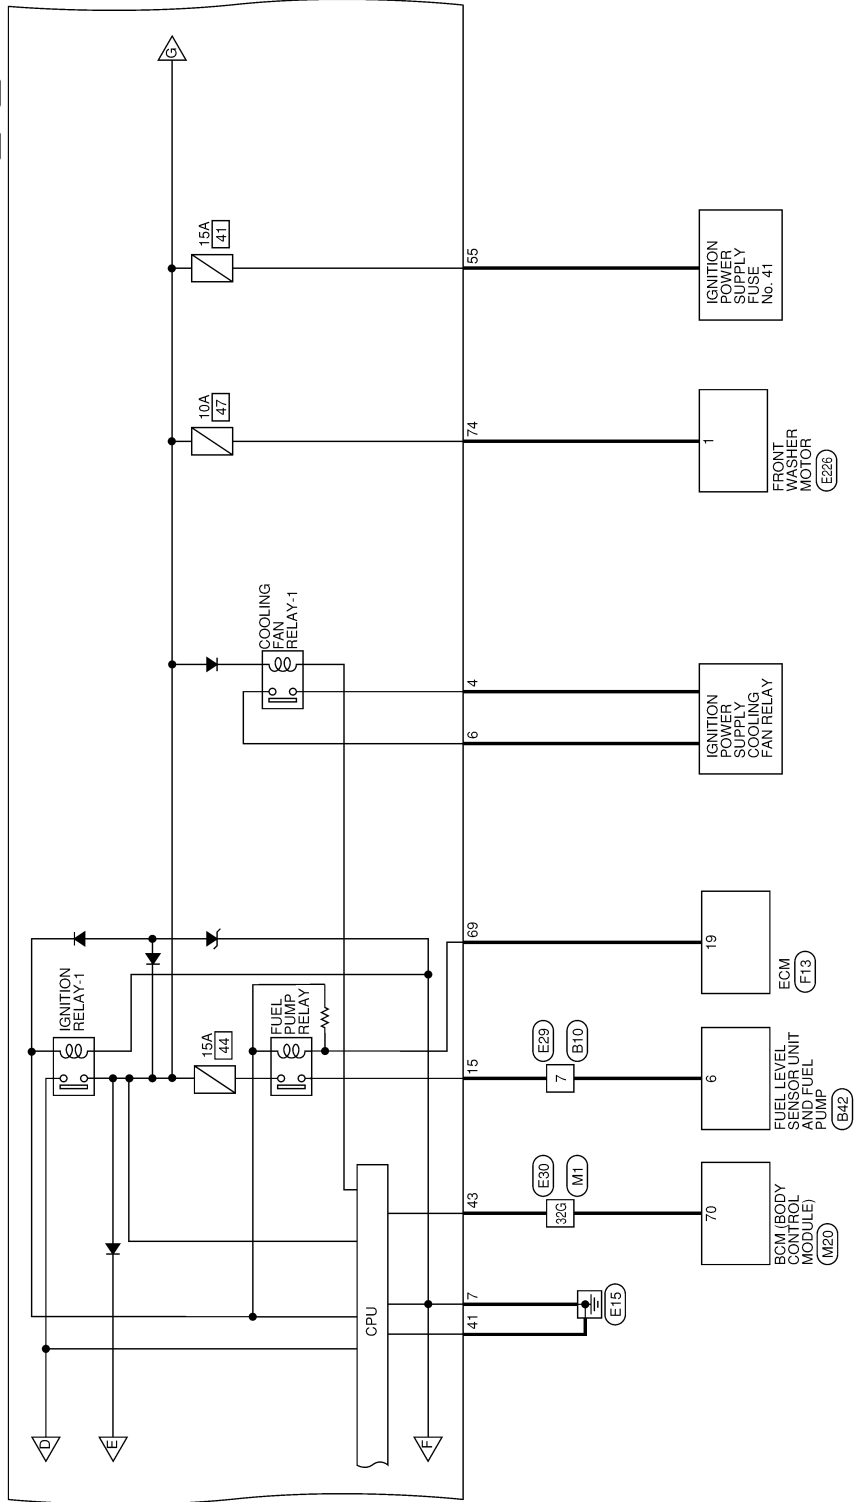 D
E
F
G
IGNITION
RELAY-1
15A
44
FUEL
PUMP
RELAY
COOLING
FAN
RELAY-1
10A
47
15A
41
CPU
41
7
43
15
69
6
4
74
55
E15
E30
M1
32G
E29
B10
7
70
BCM (BODY
CONTROL
MODULE)
M20
6
FUEL LEVEL
SENSOR UNIT
AND FUEL
PUMP
B42
19
ECM
F13
IGNITION
POWER
SUPPLY
COOLING
FAN RELAY
1
FRONT
WASHER
MOTOR
E226
IGNITION
POWER
SUPPLY
FUSE
No. 41